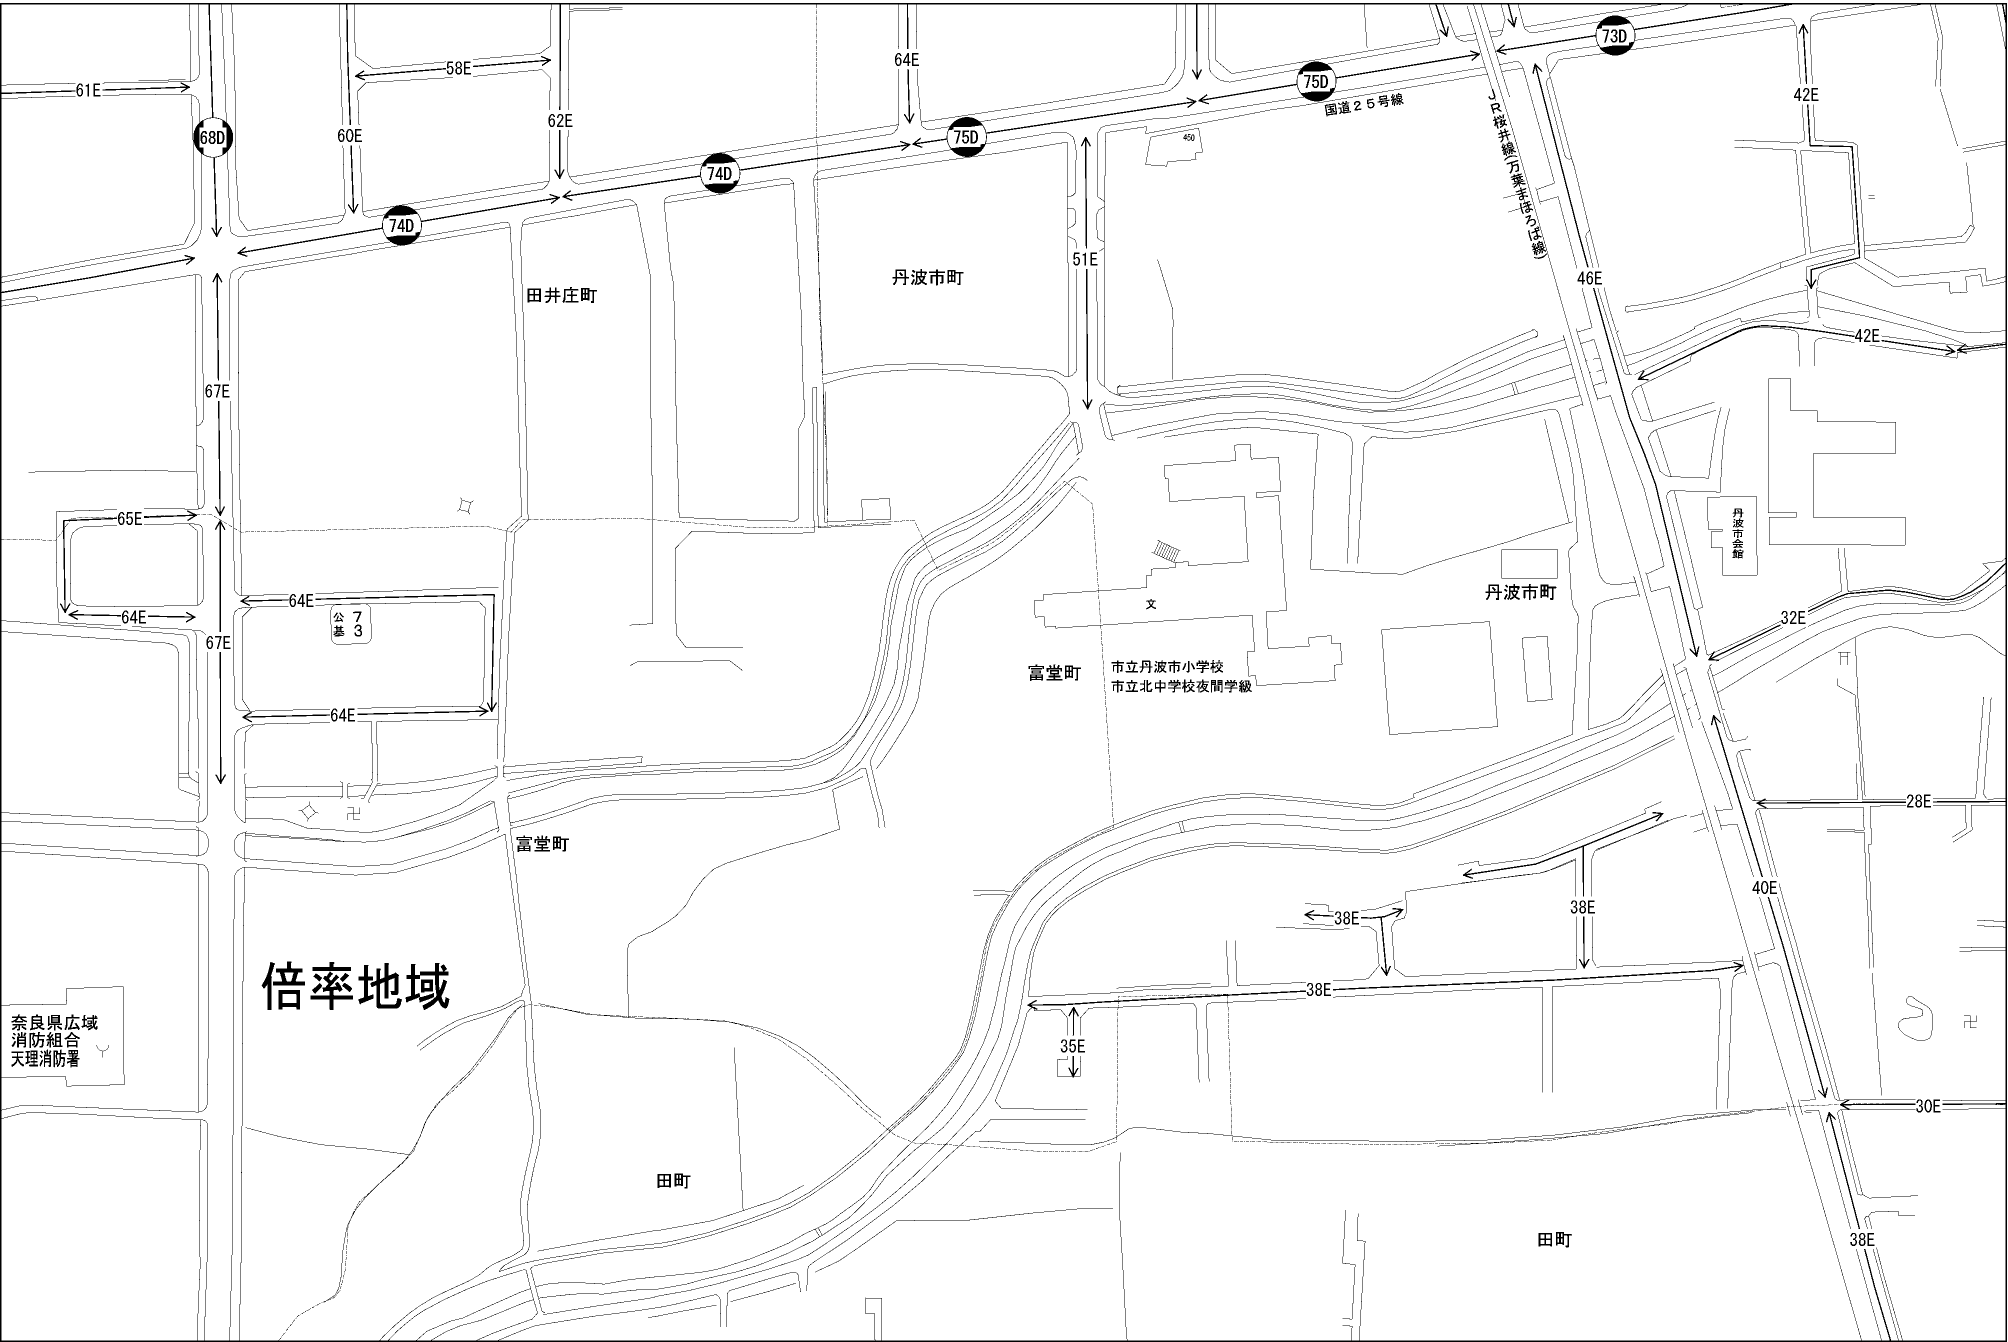 73D
58E
64E
75D
61E
42E
国道25号線
62E
JR桜井線(万葉まほろば線)
68D
60E
75D
450
74D
74D
51E
丹波市町
46E
田井庄町
42E
67E
65E
丹波市会館
64E
公 7
基 3
文
丹波市町
64E
32E
67E
富堂町
市立丹波市小学校
市立北中学校夜間学級
64E
28E
富堂町
40E
38E
38E
倍率地域
38E
奈良県広域
消防組合
天理消防署
35E
30E
田町
田町
38E